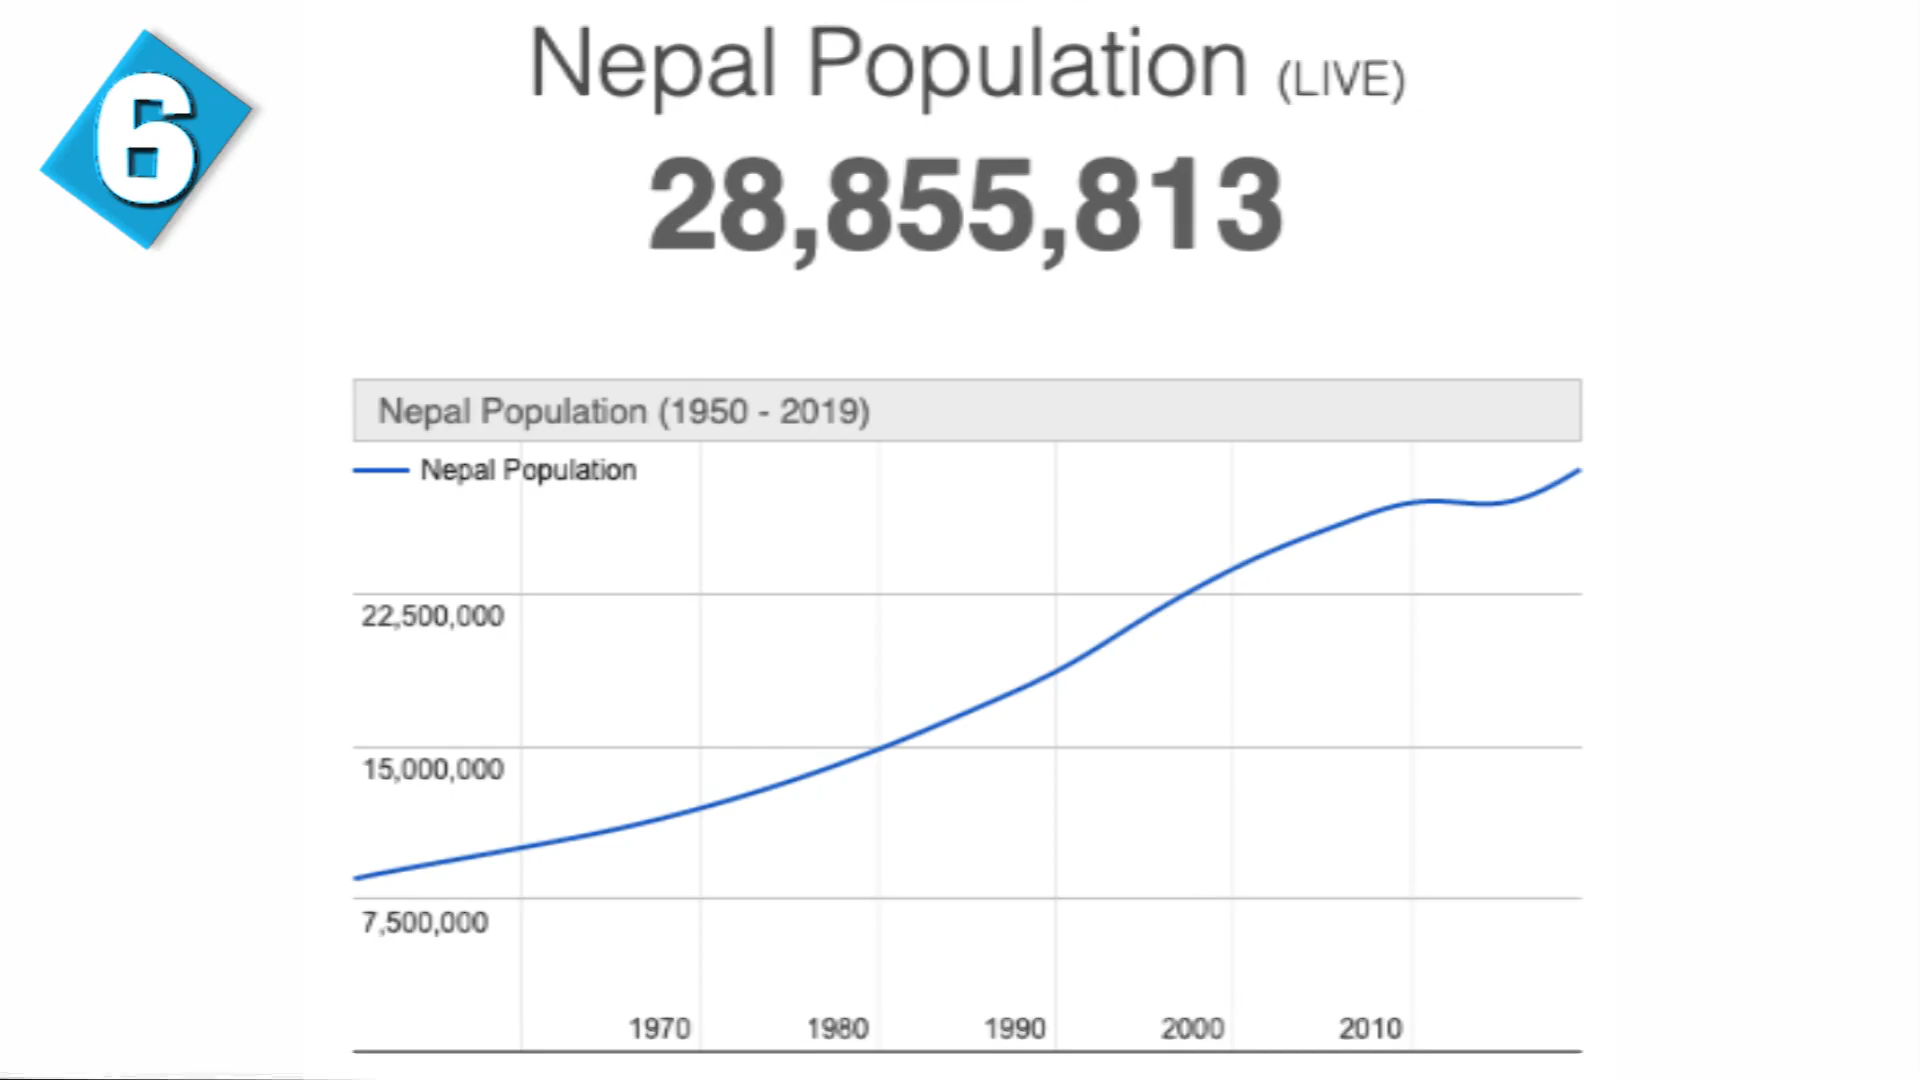 6
Nepal Population (LIVE)
28,855,813
Nepal Population (1950 - 2019)
Nepal Population
22,500,000
15,000,000
7,500,000
1970 1980 1990 2000 2010